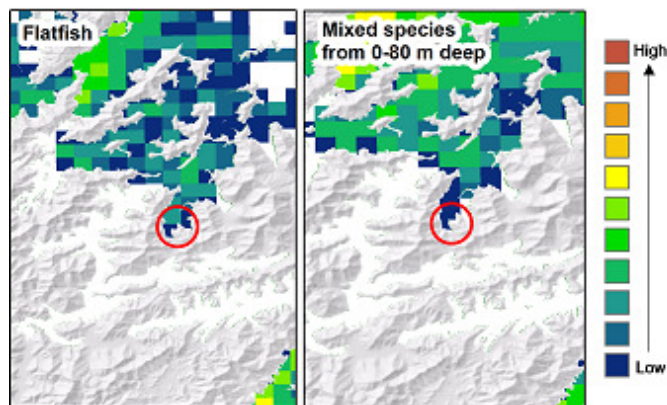 Flatfish
Mixed species
from 0-80 m deep
High
Low